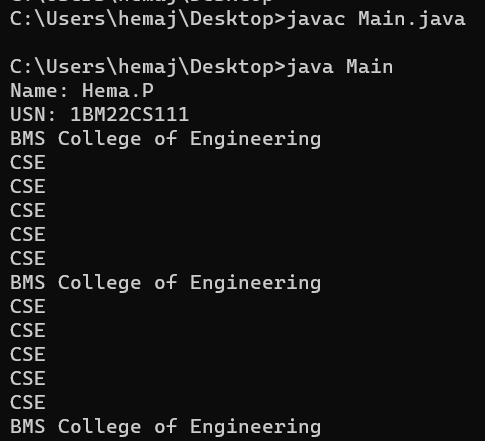 C:\Users\hemaj\Desktop>javac Main.java
C:\Users\hemaj\Desktop>java Main
Name: Hema.P
USN: 1BM22CS111
BMS College of Engineering
CSE
CSE
CSE
CSE
CSE
BMS College of Engineering
CSE
CSE
CSE
CSE
CSE
BMS College of Engineering